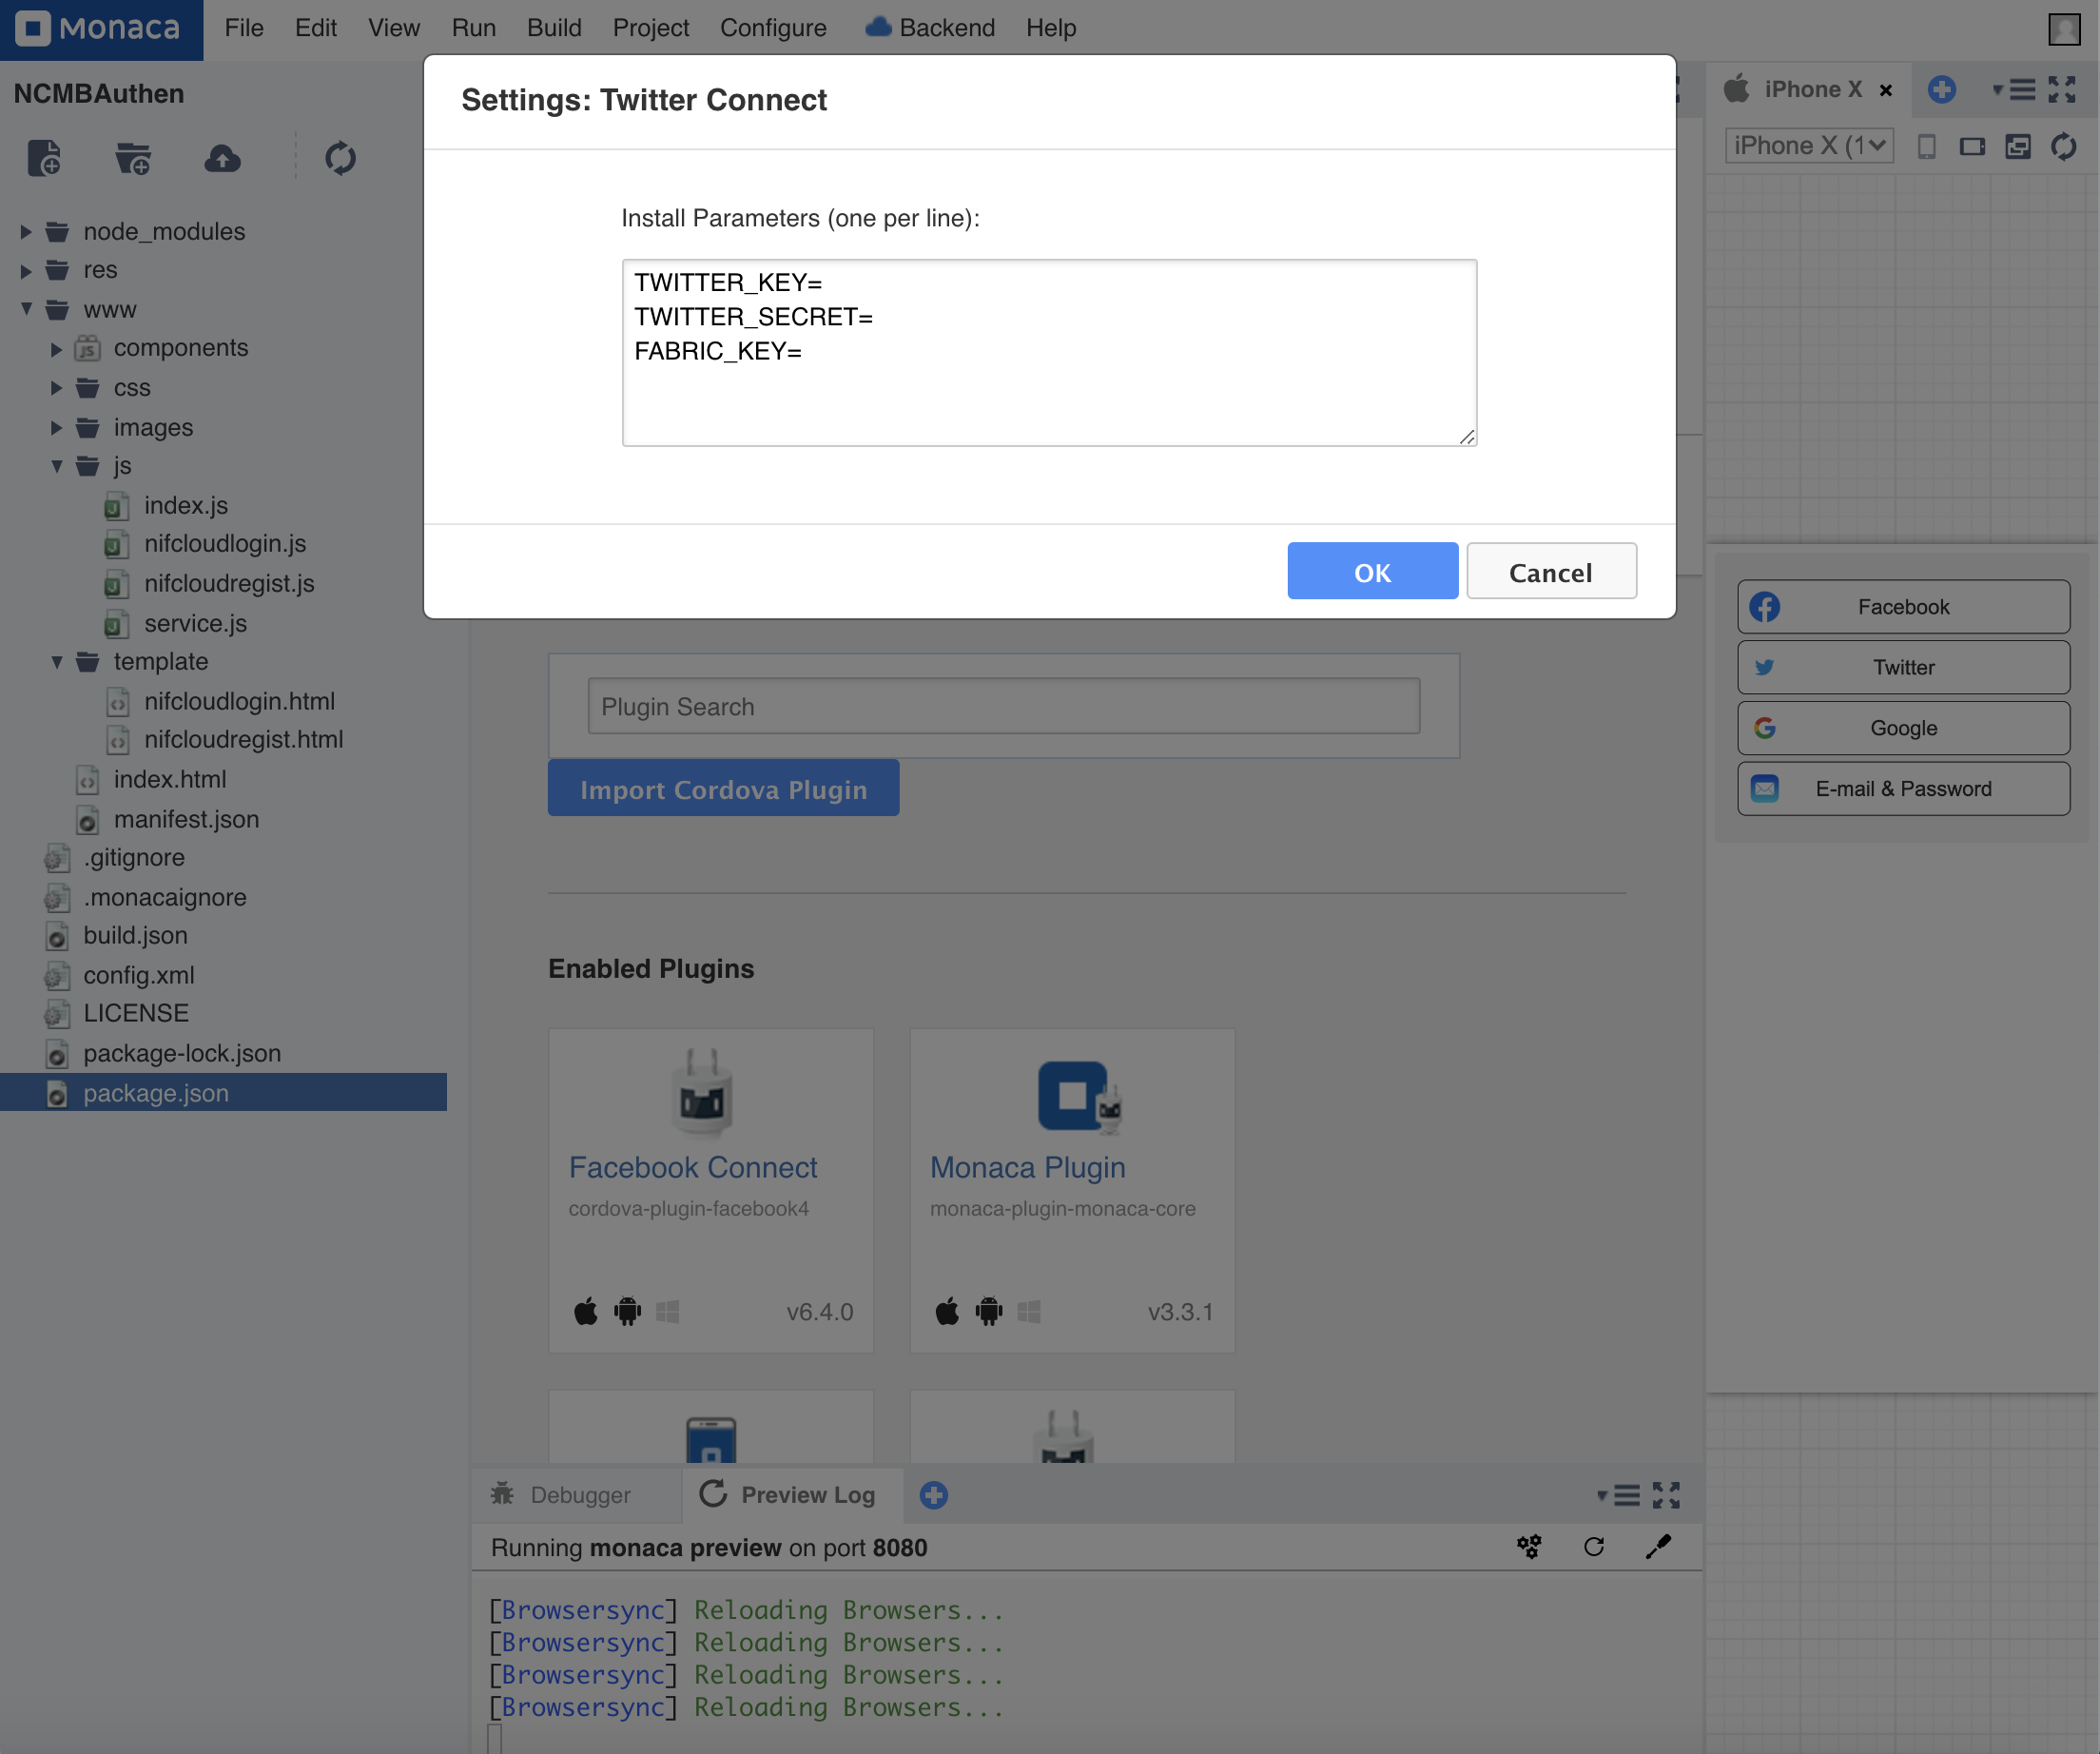 Monaca
File Edit View Run Build Project Configure Backend Help
NCMBAuthen
node_modules
res
www
components
css
images
js
index.js
nifcloudlogin.js
nifcloudregist.js
service.js
template
nifcloudlogin.html
nifcloudregist.html
index.html
manifest.json
.gitignore
.monacaignore
build.json
config.xml
LICENSE
package-lock.json
package.json
Settings: Twitter Connect
Install Parameters (one per line):
TWITTER_KEY=
TWITTER_SECRET=
FABRIC_KEY=
OK
Cancel
Plugin Search
Import Cordova Plugin
Enabled Plugins
Facebook Connect
cordova-plugin-facebook4
v6.4.0
Monaca Plugin
monaca-plugin-monaca-core
v3.3.1
Debugger
Preview Log
Running monaca preview on port 8080
[Browsersync] Reloading Browsers...
[Browsersync] Reloading Browsers...
[Browsersync] Reloading Browsers...
[Browsersync] Reloading Browsers...
iPhone X
iPhone X (1
Facebook
Twitter
Google
E-mail & Password